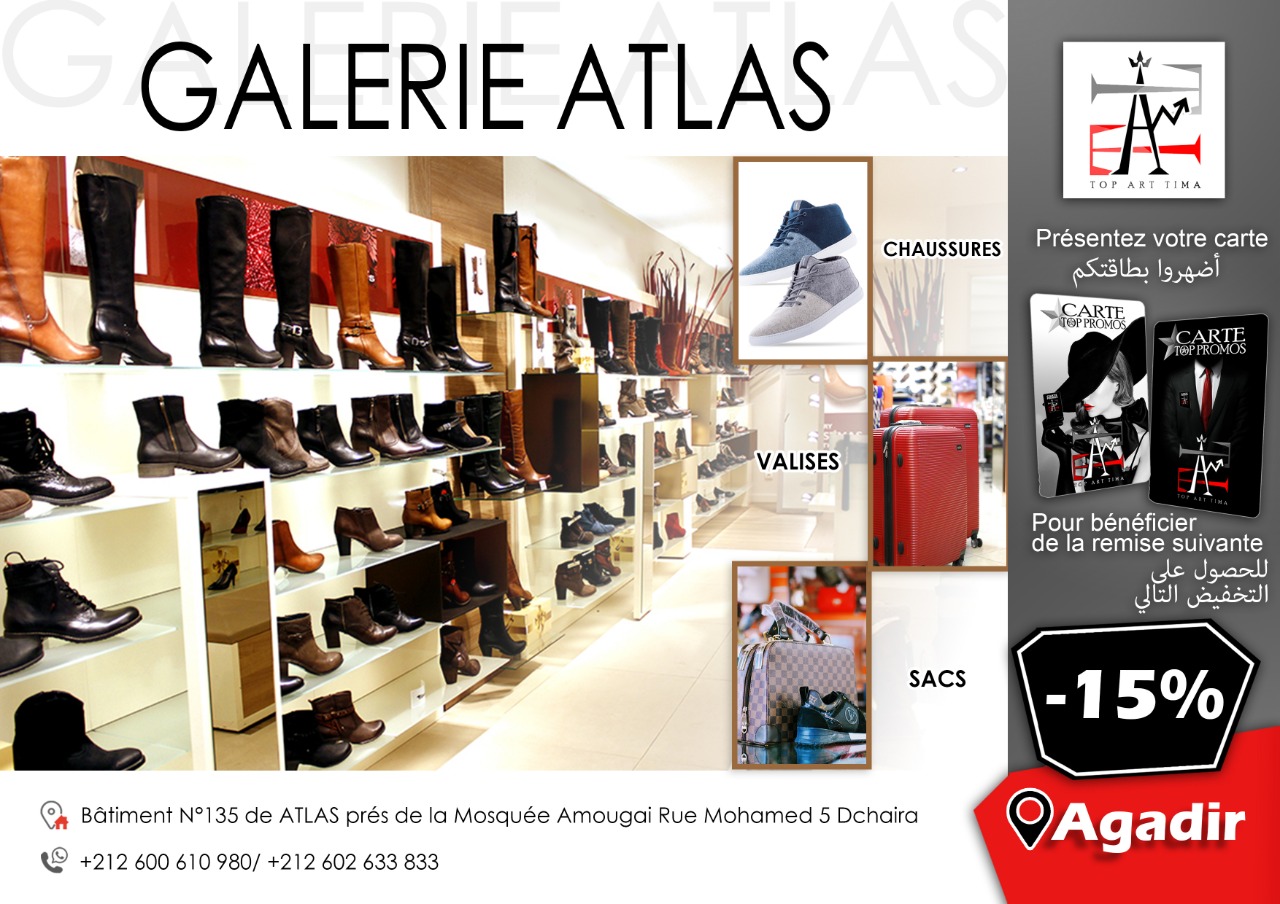 GALERIE ATLAS
GALERIE ATLAS
CHAUSSURES
VALISES
SACS
Bâtiment N°135 de ATLAS prés de la Mosquée Amougai Rue Mohamed 5 Dchaira
+212 600 610 980/ +212 602 633 833
TOP ART TIMA
Présentez votre carte
أضهروا بطاقتكم
CARTE
TOP PROMOS
TOP ART TIMA
CARTE
TOP PROMOS
TOP ART TIMA
Pour bénéficier
de la remise suivante
للحصول على
التخفيض التالي
-15%
Agadir